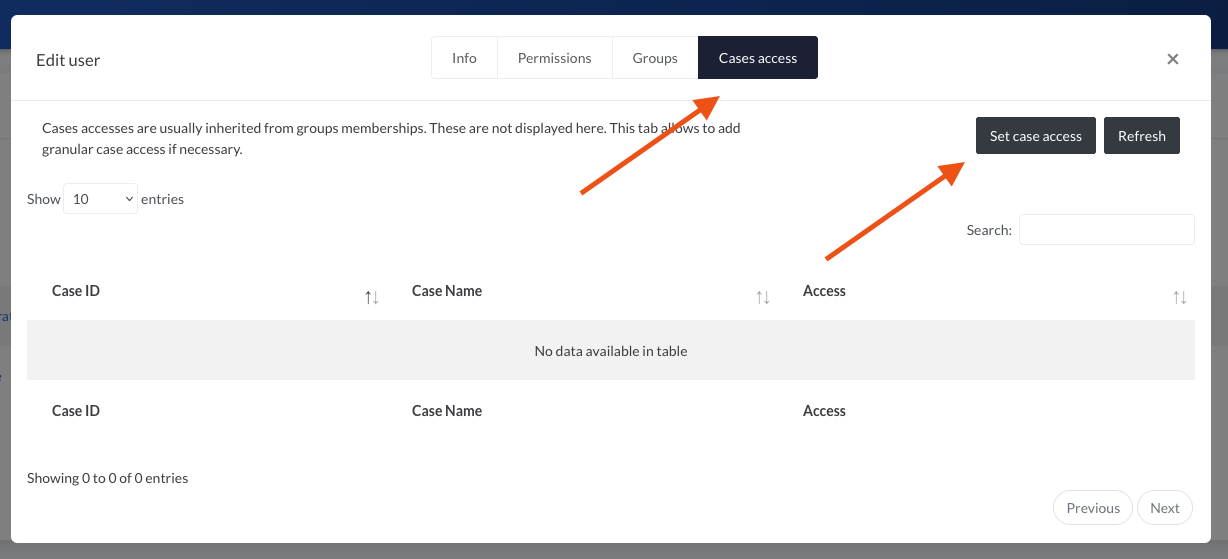 Edit user
Info
Permissions
Groups
Cases access
×
Cases accesses are usually inherited from groups memberships. These are not displayed here. This tab allows to add
granular case access if necessary.
Set case access
Refresh
Show 10 entries
Search:
Case ID
Case Name
Access
No data available in table
Case ID
Case Name
Access
Showing 0 to 0 of 0 entries
Previous
Next